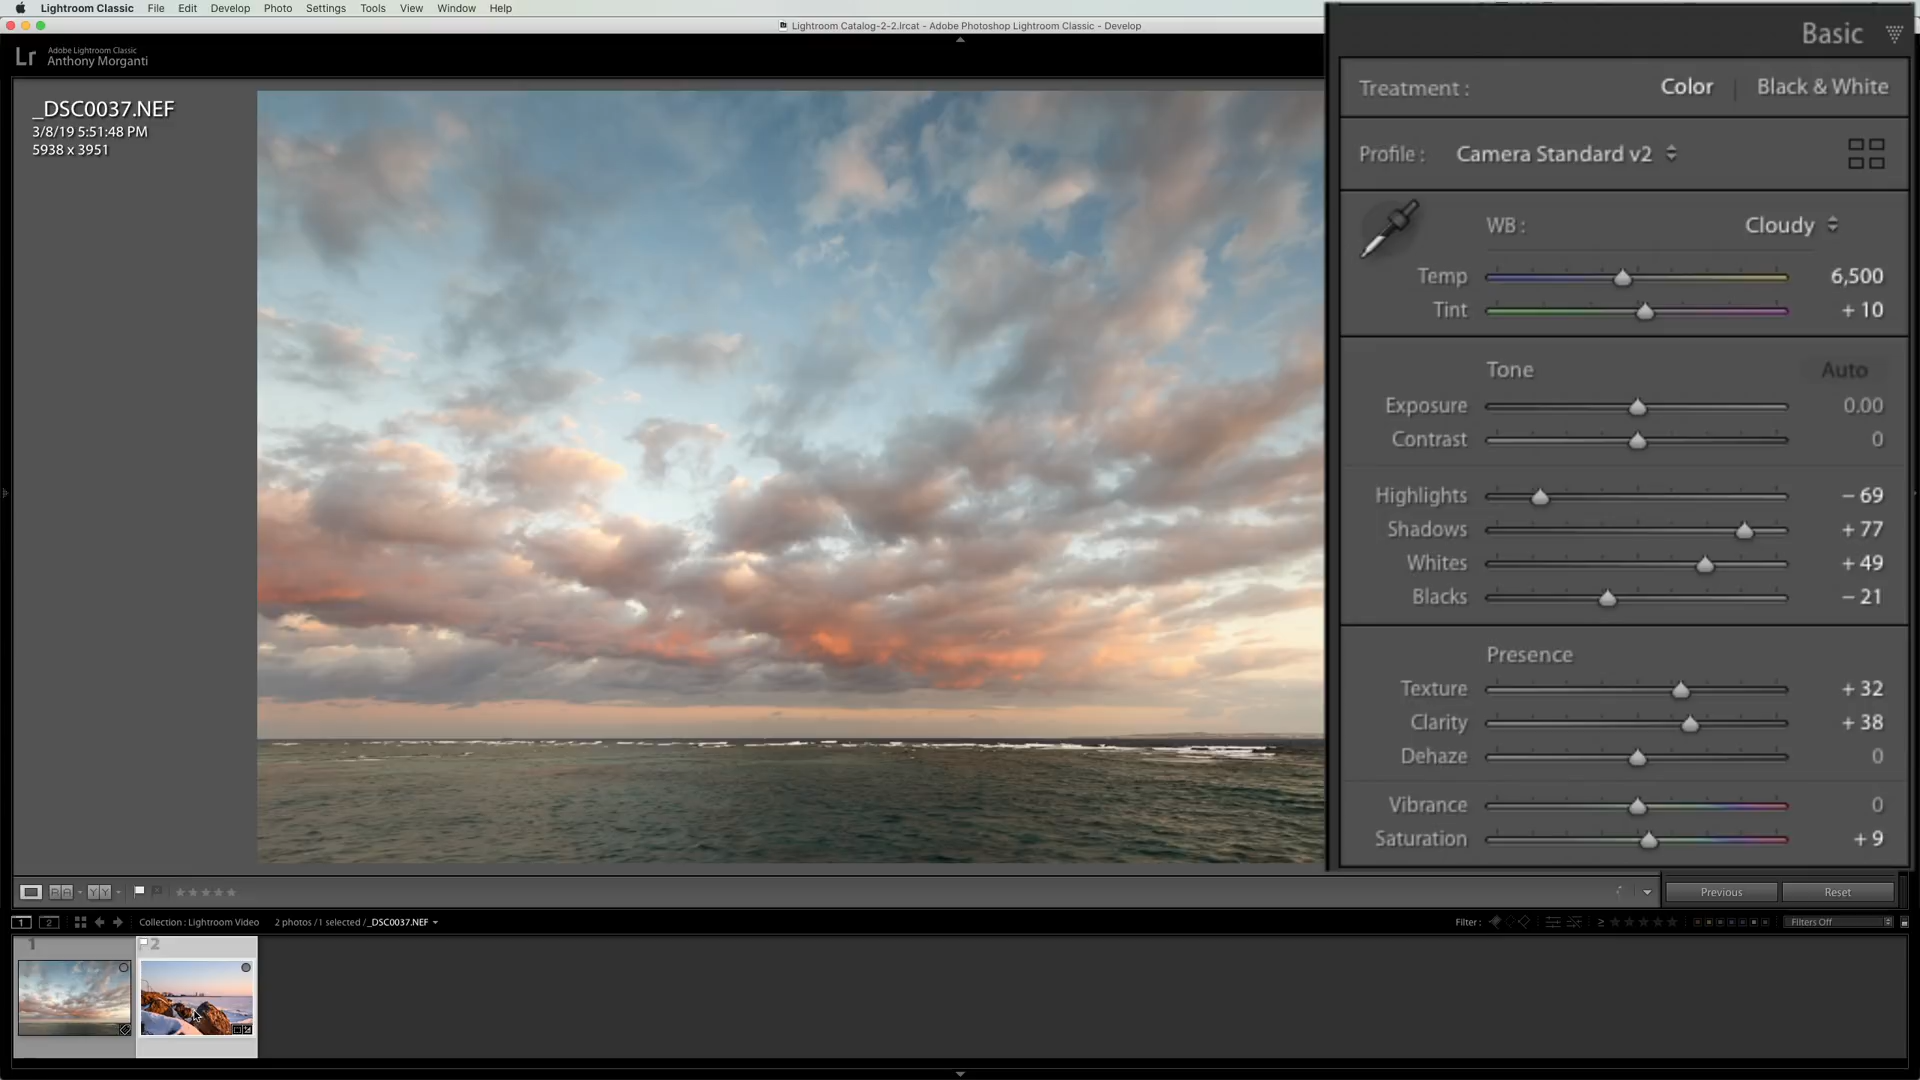 Lightroom Classic File Edit Develop Photo Settings Tools View Window Help
Lightroom Catalog-2-2.lrcat - Adobe Photoshop Lightroom Classic - Develop
Lr Adobe Lightroom Classic
Anthony Morganti
_DSC0037.NEF
3/8/19 5:51:48 PM
5938 x 3951
Basic
Treatment : Color Black & White
Profile : Camera Standard v2
WB : Cloudy
Temp 6,500
Tint + 10
Tone Auto
Exposure 0.00
Contrast 0
Highlights − 69
Shadows + 77
Whites + 49
Blacks − 21
Presence
Texture + 32
Clarity + 38
Dehaze 0
Vibrance 0
Saturation + 9
Previous Reset
1 2 Collection : Lightroom Video 2 photos / 1 selected / _DSC0037.NEF Filter : Filters Off
1 2